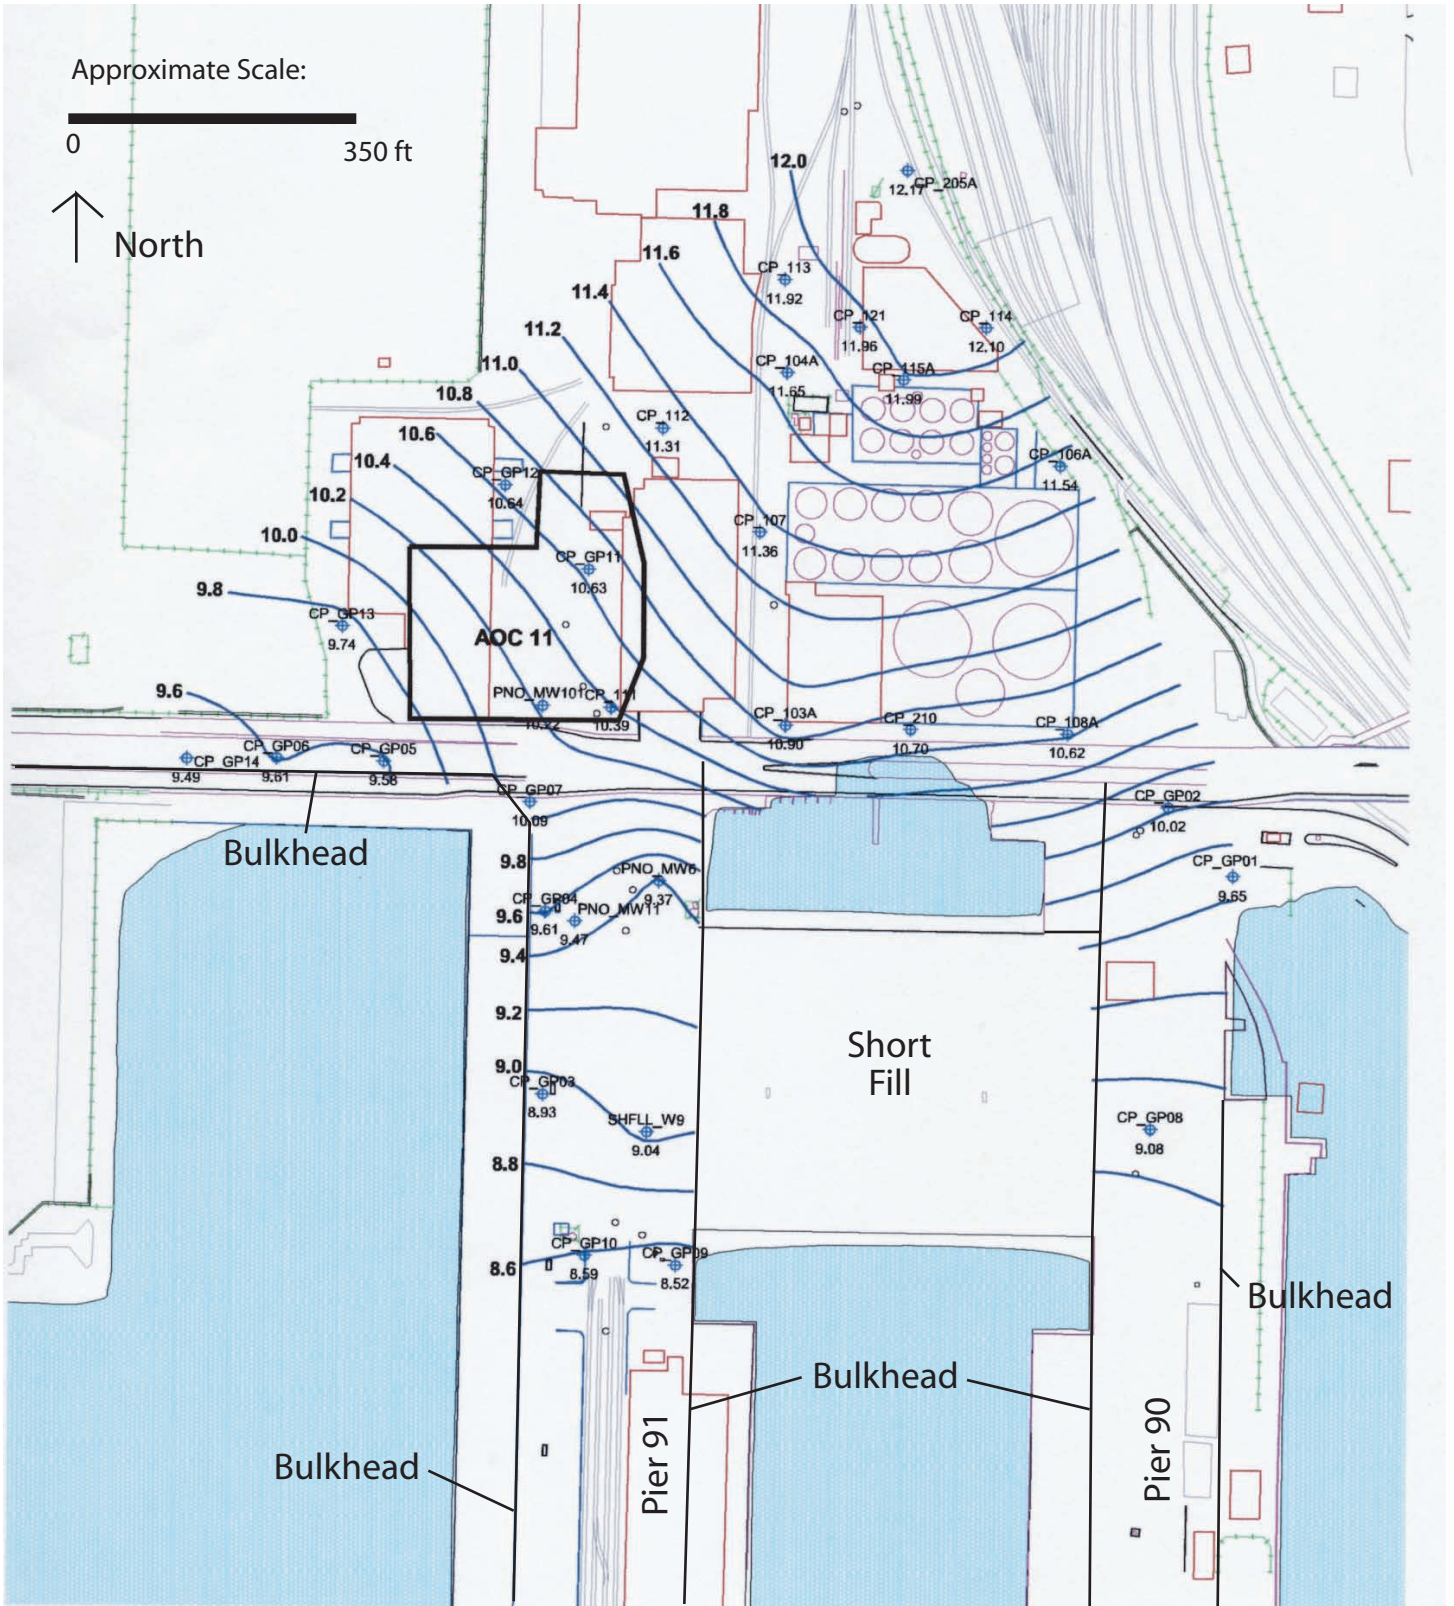 Approximate Scale:
0
350 ft
North
12.0
12.17
CP_205A
11.8
11.6
CP_113
11.92
11.4
CP_121
11.96
CP_114
12.10
11.2
11.0
CP_104A
11.65
CP_115A
11.99
10.8
CP_112
11.31
10.6
10.4
CP_GP12
10.64
CP_106A
11.54
10.2
CP_107
11.36
10.0
CP_GP11
10.63
9.8
CP_GP13
9.74
AOC 11
9.6
PNO_MW101
10.22
CP_111
10.39
CP_103A
10.90
CP_210
10.70
CP_108A
10.62
CP_GP14
9.49
CP_GP06
9.61
CP_GP05
9.58
CP_GP07
10.09
CP_GP02
10.02
Bulkhead
9.8
PNO_MW6
9.37
CP_GP01
9.65
9.6
CP_GP04
9.61
PNO_MW11
9.47
9.4
9.2
Short
Fill
9.0
CP_GP03
8.93
SHFLL_W9
9.04
CP_GP08
9.08
8.8
8.6
CP_GP10
8.59
CP_GP09
8.52
Bulkhead
Bulkhead
Bulkhead
Pier 91
Pier 90